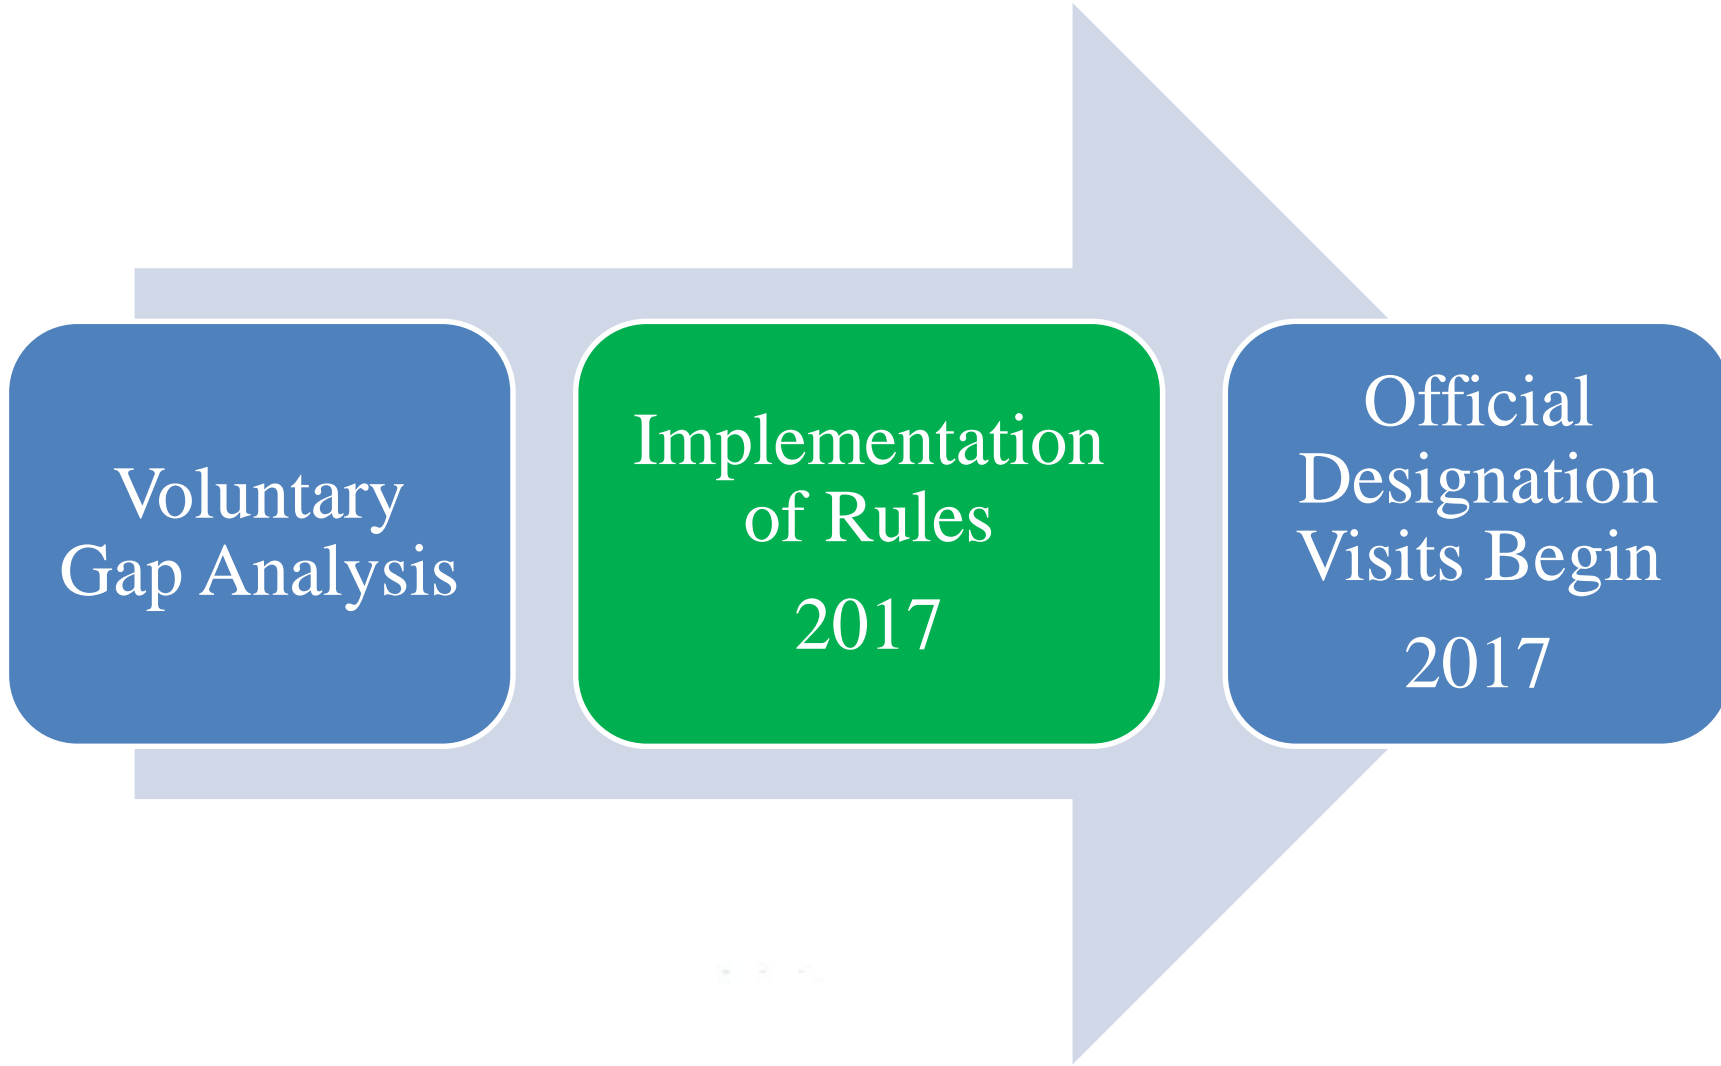 Voluntary
Gap Analysis
Implementation
of Rules
2017
Official
Designation
Visits Begin
2017